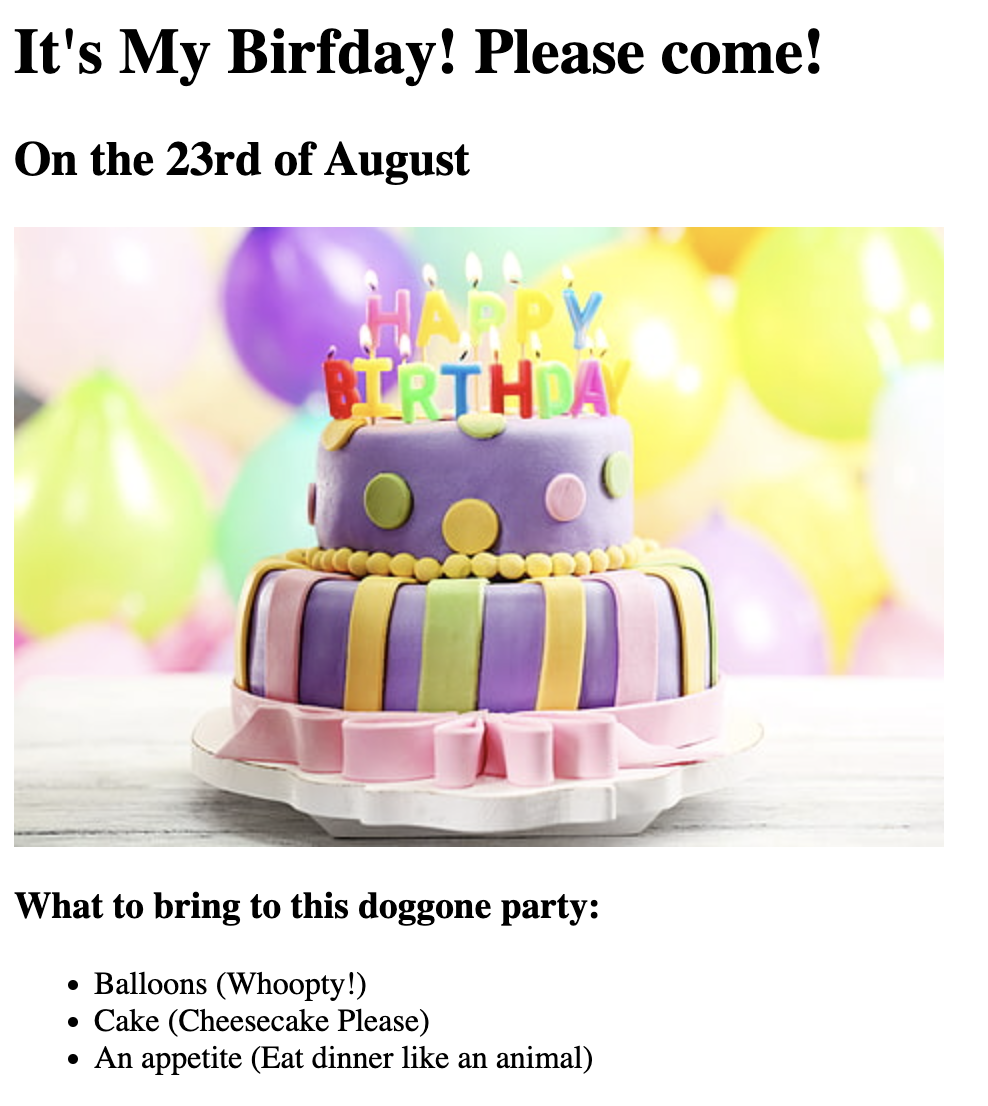 It's My Birfday! Please come!
On the 23rd of August
HAPPY
BIRTHDAY
What to bring to this doggone party:
Balloons (Whoopty!)
Cake (Cheesecake Please)
An appetite (Eat dinner like an animal)